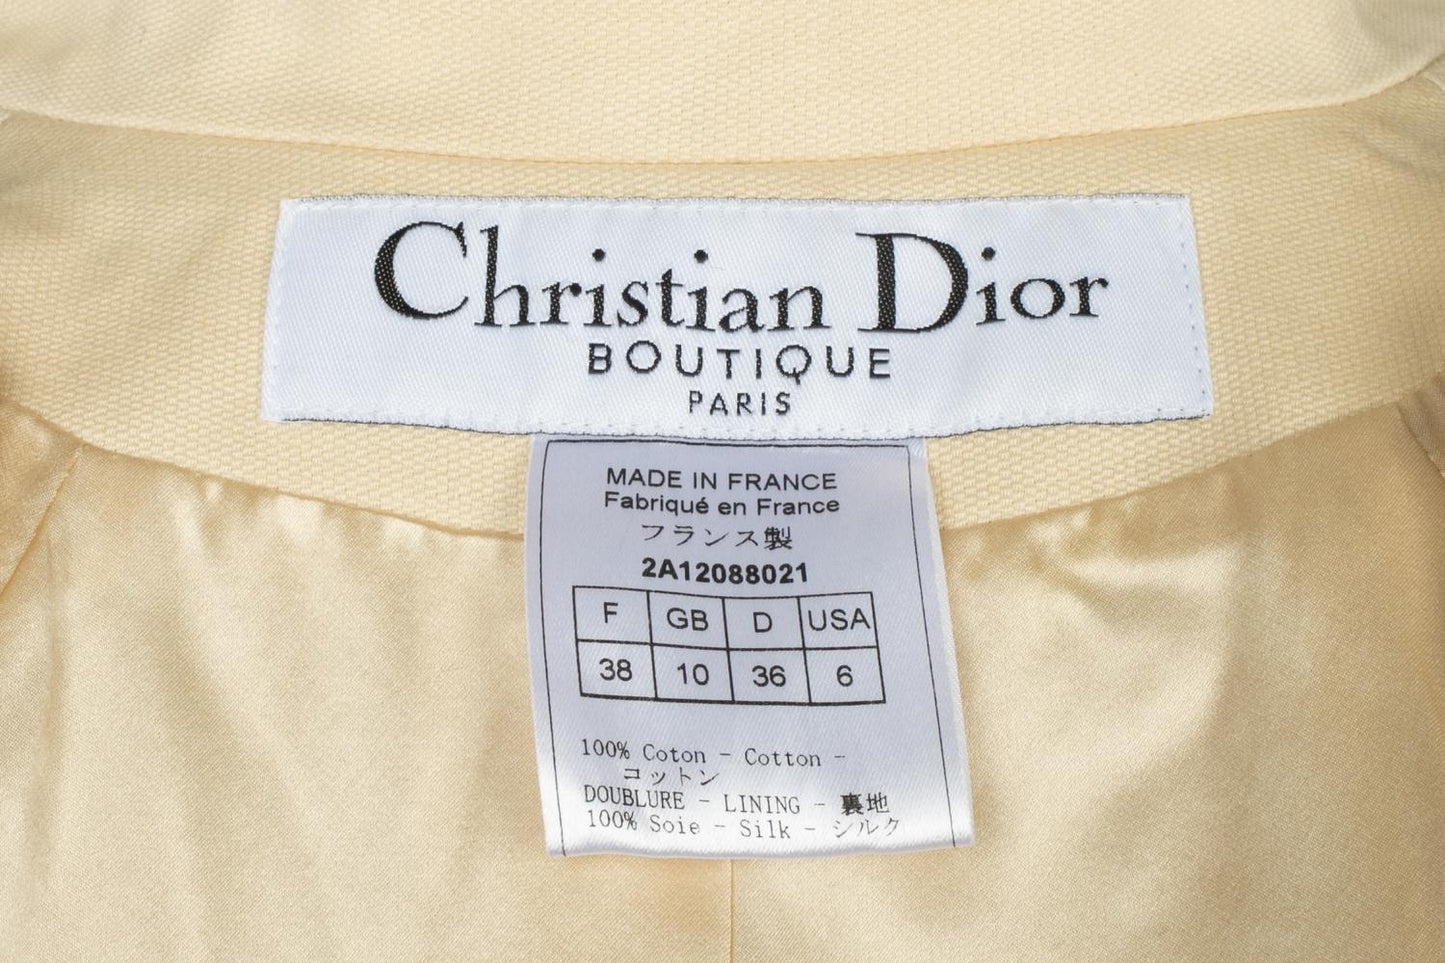 Christian Dior
BOUTIQUE
PARIS
MADE IN FRANCE
Fabriqué en France
フランス製
2A12088021
F GB D USA
38 10 36 6
100% Coton - Cotton -
コットン
DOUBLURE - LINING - 裏地
100% Soie - Silk - シルク